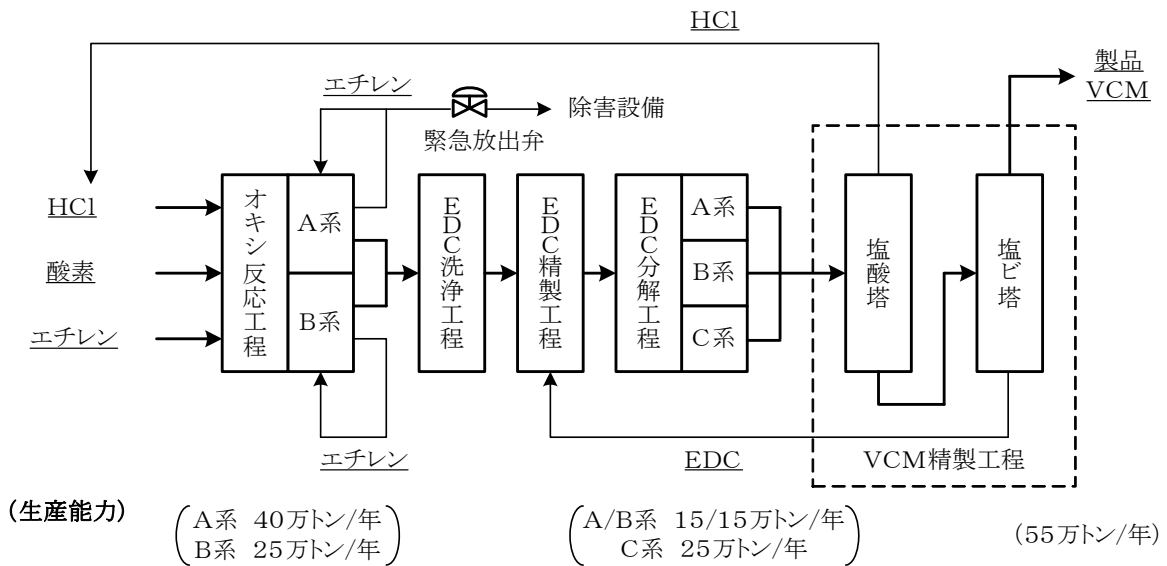 HCl
製品
VCM
エチレン
除害設備
緊急放出弁
HCl
酸素
エチレン
オキシ反応工程
A系
B系
EDC洗浄工程
EDC精製工程
EDC分解工程
A系
B系
C系
塩酸塔
塩ビ塔
エチレン
EDC
VCM精製工程
(生産能力)
A系 40万トン/年
B系 25万トン/年
A/B系 15/15万トン/年
C系 25万トン/年
(55万トン/年)